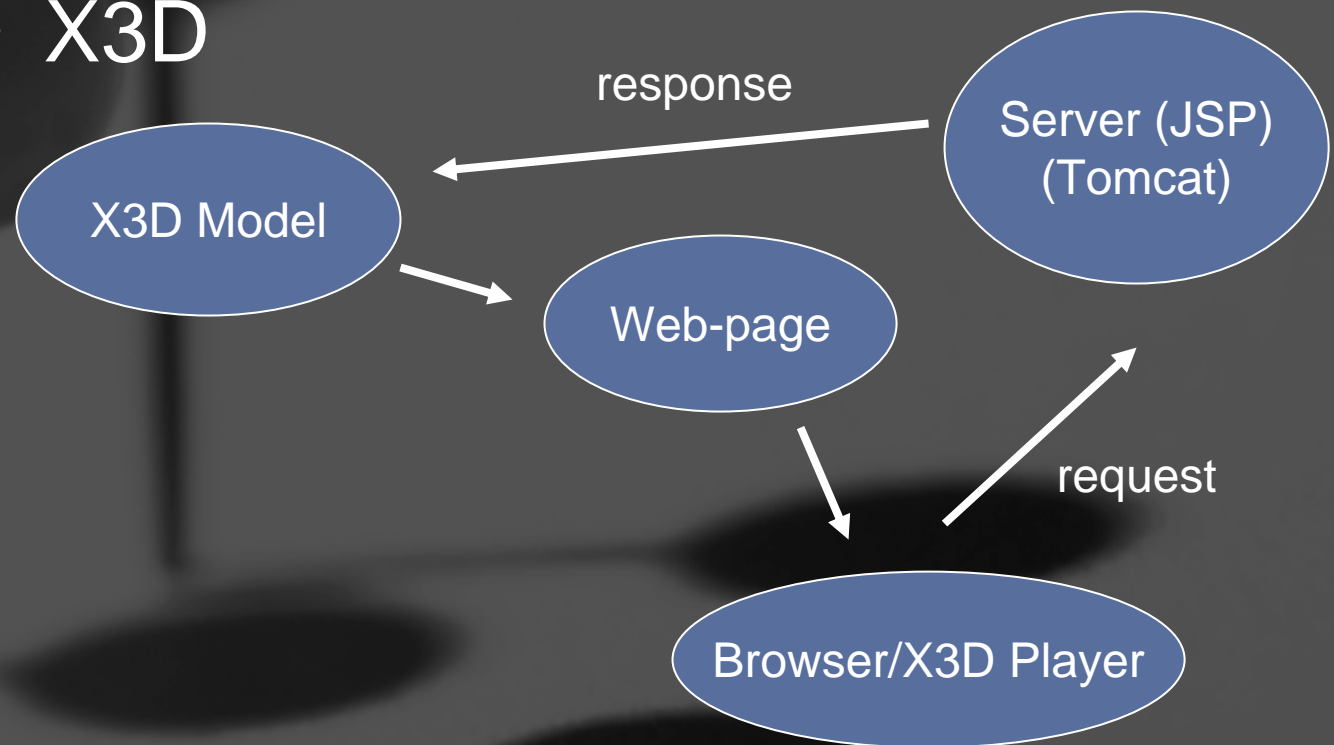 X3D
response
Server (JSP)
(Tomcat)
X3D Model
Web-page
request
Browser/X3D Player